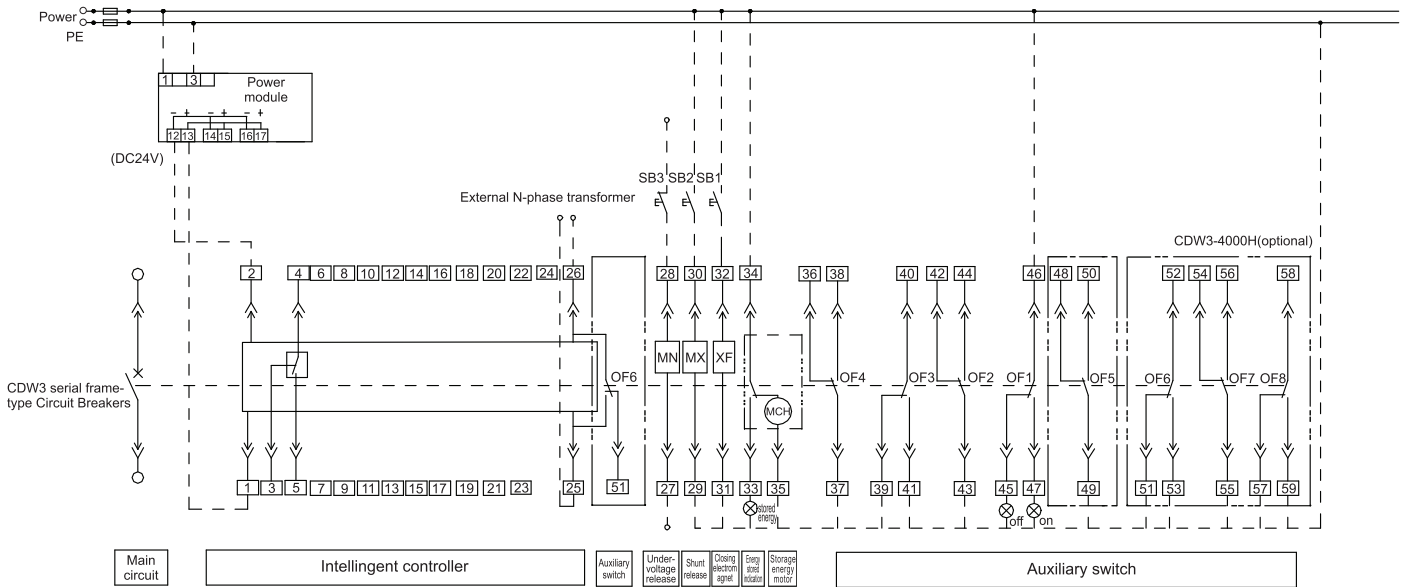 Power
PE
1 3
Power
module
- + - + - +
12 13 14 15 16 17
(DC24V)
External N-phase transformer
SB3 SB2 SB1
CDW3-4000H(optional)
2 4 6 8 10 12 14 16 18 20 22 24 26 28 30 32 34 36 38 40 42 44 46 48 50 52 54 56 58
MN MX XF
CDW3 serial frame-
type Circuit Breakers
OF6 OF4 OF3 OF2 OF1 OF5 OF6 OF7 OF8
MCH
1 3 5 7 9 11 13 15 17 19 21 23 25 51 27 29 31 33 35 37 39 41 43 45 47 49 51 53 55 57 59
stored
energy
off on
Main
circuit
Intellingent controller
Auxiliary
switch
Under-
voltage
release
Shunt
release
Closing
electrom
agnet
Energy
stored
indication
Storage
energy
motor
Auxiliary switch